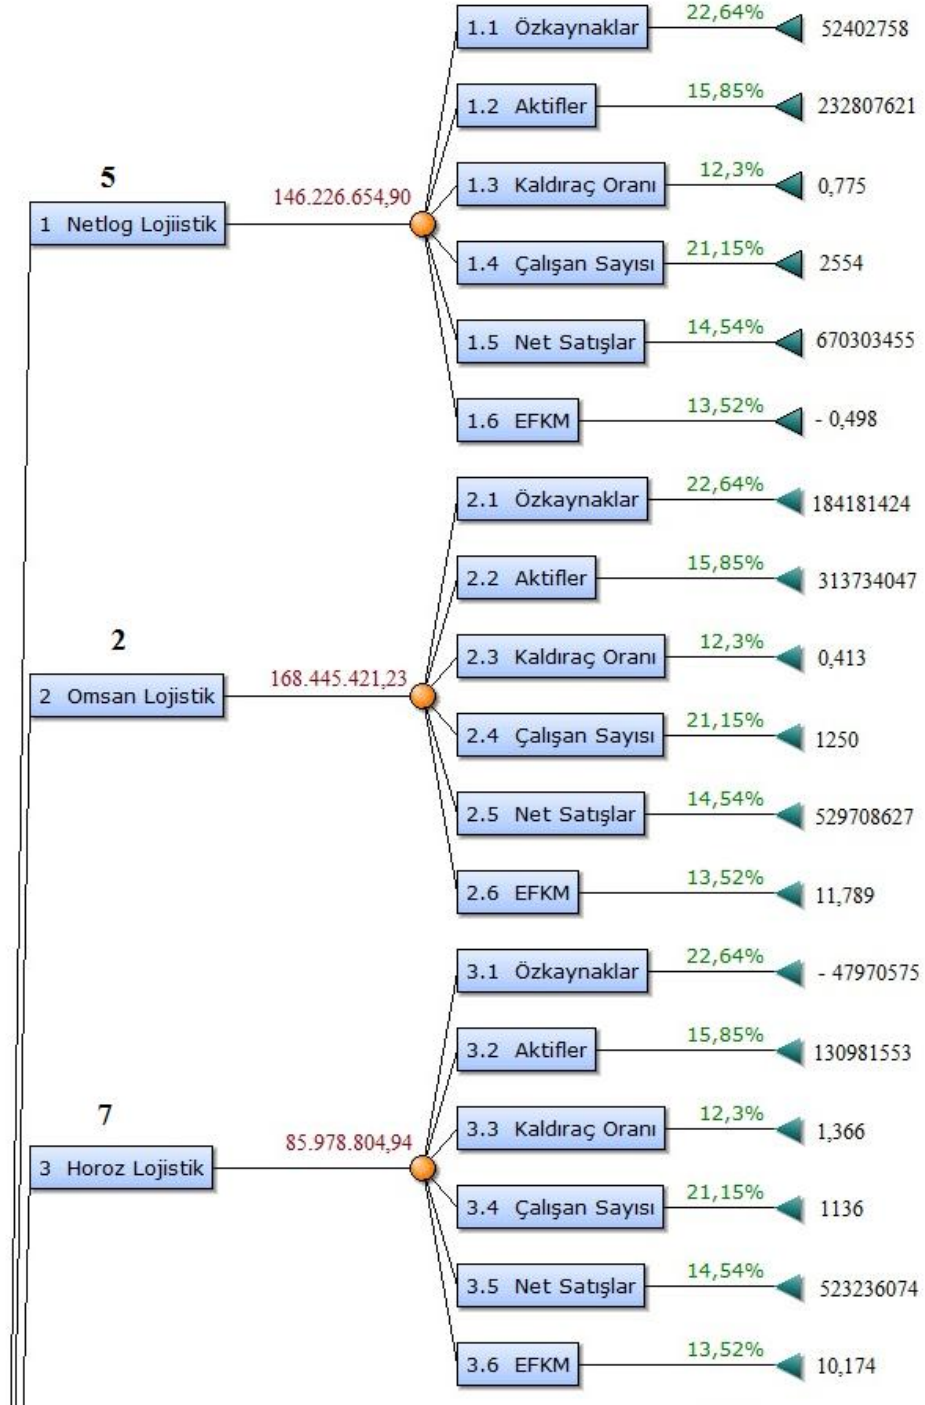 22,64%
1.1 Özkaynaklar 52402758
15,85%
1.2 Aktifler 232807621
5
12,3%
1.3 Kaldıraç Oranı 0,775
146.226.654,90
1 Netlog Lojiistik
21,15%
1.4 Çalışan Sayısı 2554
14,54%
1.5 Net Satışlar 670303455
13,52%
1.6 EFKM - 0,498
22,64%
2.1 Özkaynaklar 184181424
15,85%
2.2 Aktifler 313734047
2
12,3%
2.3 Kaldıraç Oranı 0,413
168.445.421,23
2 Omsan Lojistik
21,15%
2.4 Çalışan Sayısı 1250
14,54%
2.5 Net Satışlar 529708627
13,52%
2.6 EFKM 11,789
22,64%
3.1 Özkaynaklar - 47970575
15,85%
3.2 Aktifler 130981553
7
12,3%
3.3 Kaldıraç Oranı 1,366
85.978.804,94
3 Horoz Lojistik
21,15%
3.4 Çalışan Sayısı 1136
14,54%
3.5 Net Satışlar 523236074
13,52%
3.6 EFKM 10,174